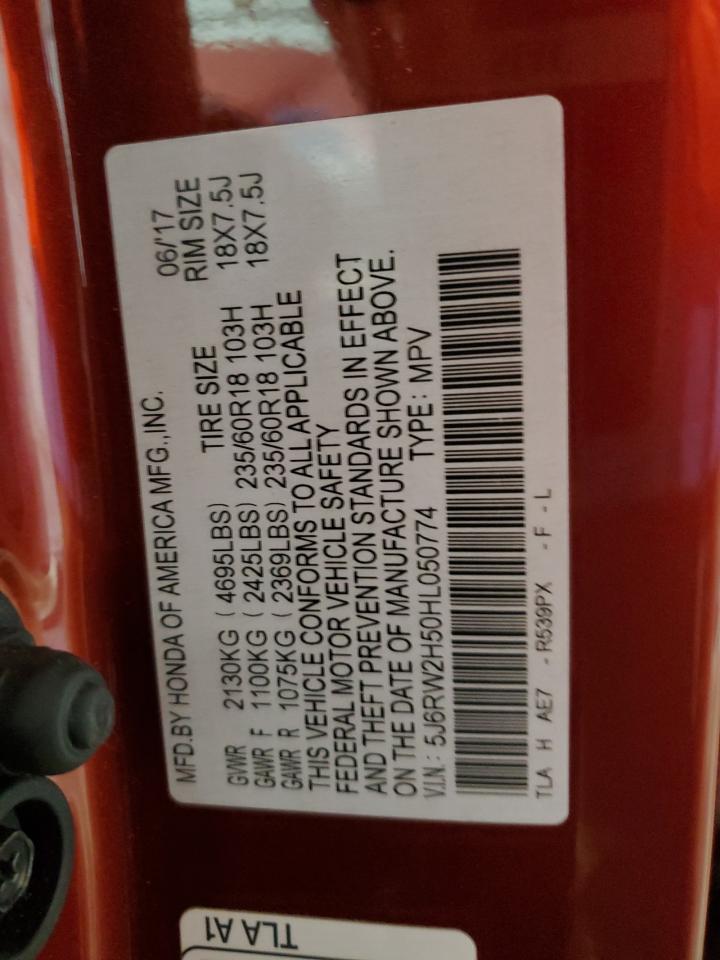 MFD.BY HONDA OF AMERICA MFG.,INC. 06/'17
TIRE SIZE RIM SIZE
GVWR 2130KG ( 4695LBS)
GAWR F 1100KG ( 2425LBS) 235/60R18 103H 18X7.5J
GAWR R 1075KG ( 2369LBS) 235/60R18 103H 18X7.5J
THIS VEHICLE CONFORMS TO ALL APPLICABLE
FEDERAL MOTOR VEHICLE SAFETY
AND THEFT PREVENTION STANDARDS IN EFFECT
ON THE DATE OF MANUFACTURE SHOWN ABOVE.
V.I.N.: 5J6RW2H50HL050774 TYPE: MPV
TLA H AE7 -R539PX -F -L
TLA A1